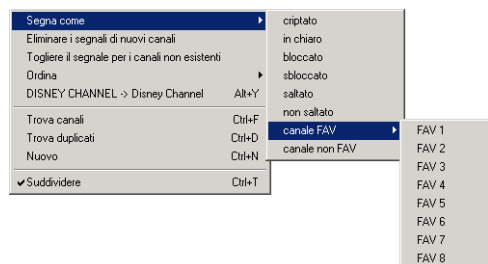 Segna come
Eliminare i segnali di nuovi canali
Togliere il segnale per i canali non esistenti
Ordina
DISNEY CHANNEL -> Disney Channel Alt+Y
Trova canali Ctrl+F
Trova duplicati Ctrl+D
Nuovo Ctrl+N
Suddividere Ctrl+T
criptato
in chiaro
bloccato
sbloccato
saltato
non saltato
canale FAV
canale non FAV
FAV 1
FAV 2
FAV 3
FAV 4
FAV 5
FAV 6
FAV 7
FAV 8